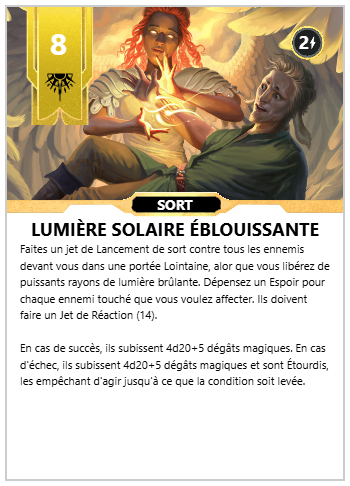 8
2
SORT
LUMIÈRE SOLAIRE ÉBLOUISSANTE
Faites un jet de Lancement de sort contre tous les ennemis
devant vous dans une portée Lointaine, alor que vous libérez de
puissants rayons de lumière brûlante. Dépensez un Espoir pour
chaque ennemi touché que vous voulez affecter. Ils doivent
faire un Jet de Réaction (14).
En cas de succès, ils subissent 4d20+5 dégâts magiques. En cas
d'échec, ils subissent 4d20+5 dégâts magiques et sont Étourdis,
les empêchant d'agir jusqu'à ce que la condition soit levée.